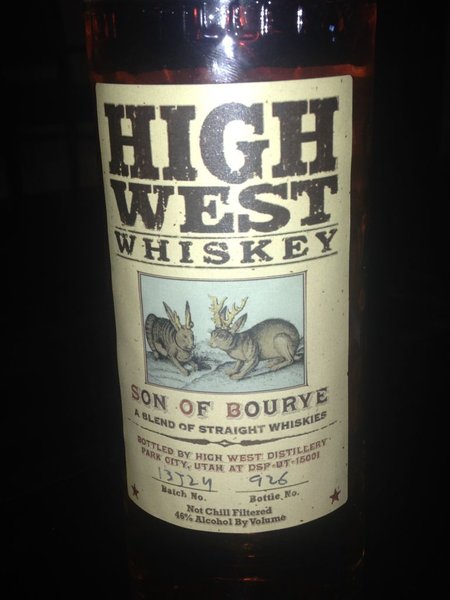 HIGH
WEST
WHISKEY
SON OF BOURYE
A BLEND OF STRAIGHT WHISKIES
BOTTLED BY HIGH WEST DISTILLERY
PARK CITY, UTAH AT DSP-UT-15001
13J24 926
Batch No. Bottle No.
Not Chill Filtered
46% Alcohol By Volume